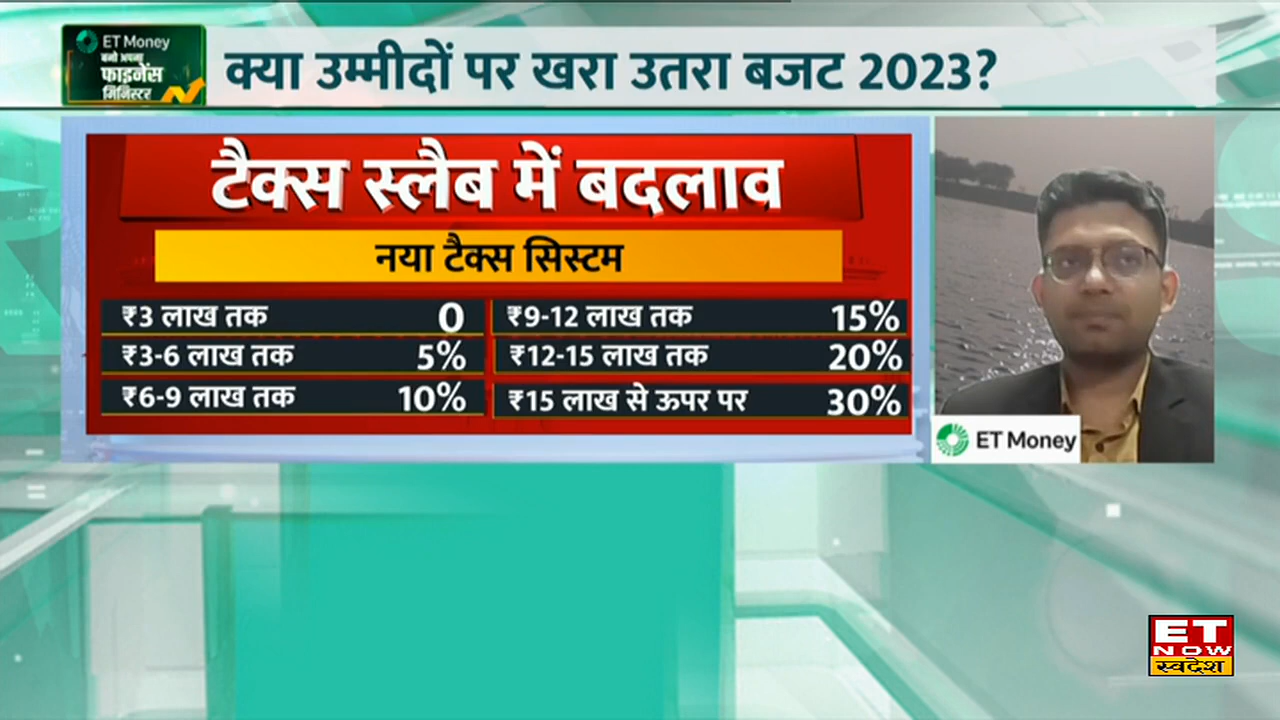 ET Money
बनो अपना
फाइनेंस
मिनिस्टर
क्या उम्मीदों पर खरा उतरा बजट 2023?
टैक्स स्लैब में बदलाव
नया टैक्स सिस्टम
₹3 लाख तक 0
₹3-6 लाख तक 5%
₹6-9 लाख तक 10%
₹9-12 लाख तक 15%
₹12-15 लाख तक 20%
₹15 लाख से ऊपर पर 30%
ET Money
ET
NOW
स्वदेश